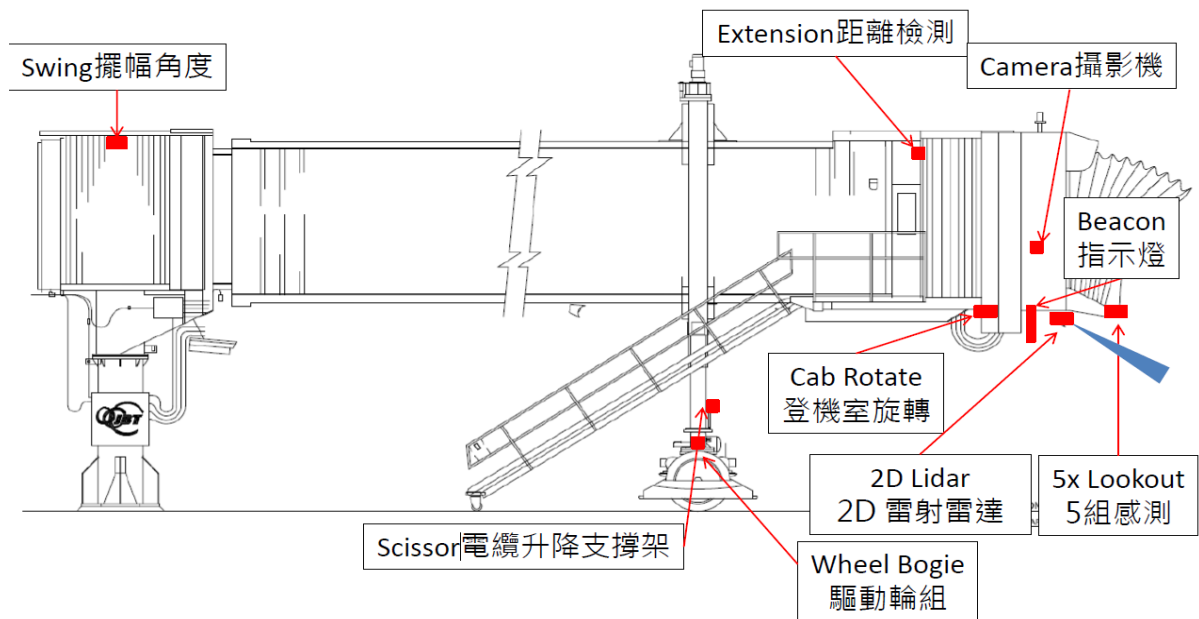 Swing擺幅角度
Extension距離檢測
Camera攝影機
Beacon
指示燈
Cab Rotate
登機室旋轉
2D Lidar
2D 雷射雷達
5x Lookout
5組感測
Scissor電纜升降支撐架
Wheel Bogie
驅動輪組
JBT